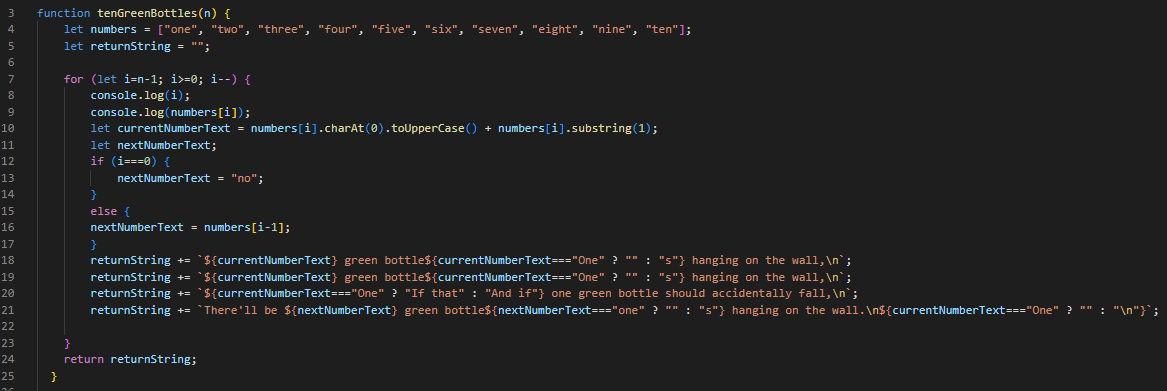 3 function tenGreenBottles(n) {
4 let numbers = ["one", "two", "three", "four", "five", "six", "seven", "eight", "nine", "ten"];
5 let returnString = "";
6
7 for (let i=n-1; i>=0; i--) {
8 console.log(i);
9 console.log(numbers[i]);
10 let currentNumberText = numbers[i].charAt(0).toUpperCase() + numbers[i].substring(1);
11 let nextNumberText;
12 if (i===0) {
13 nextNumberText = "no";
14 }
15 else {
16 nextNumberText = numbers[i-1];
17 }
18 returnString += `${currentNumberText} green bottle${currentNumberText==="One" ? "" : "s"} hanging on the wall,\n`;
19 returnString += `${currentNumberText} green bottle${currentNumberText==="One" ? "" : "s"} hanging on the wall,\n`;
20 returnString += `${currentNumberText==="One" ? "If that" : "And if"} one green bottle should accidentally fall,\n`;
21 returnString += `There'll be ${nextNumberText} green bottle${nextNumberText==="one" ? "" : "s"} hanging on the wall.\n${currentNumberText==="One" ? "" : "\n"}`;
22
23 }
24 return returnString;
25 }